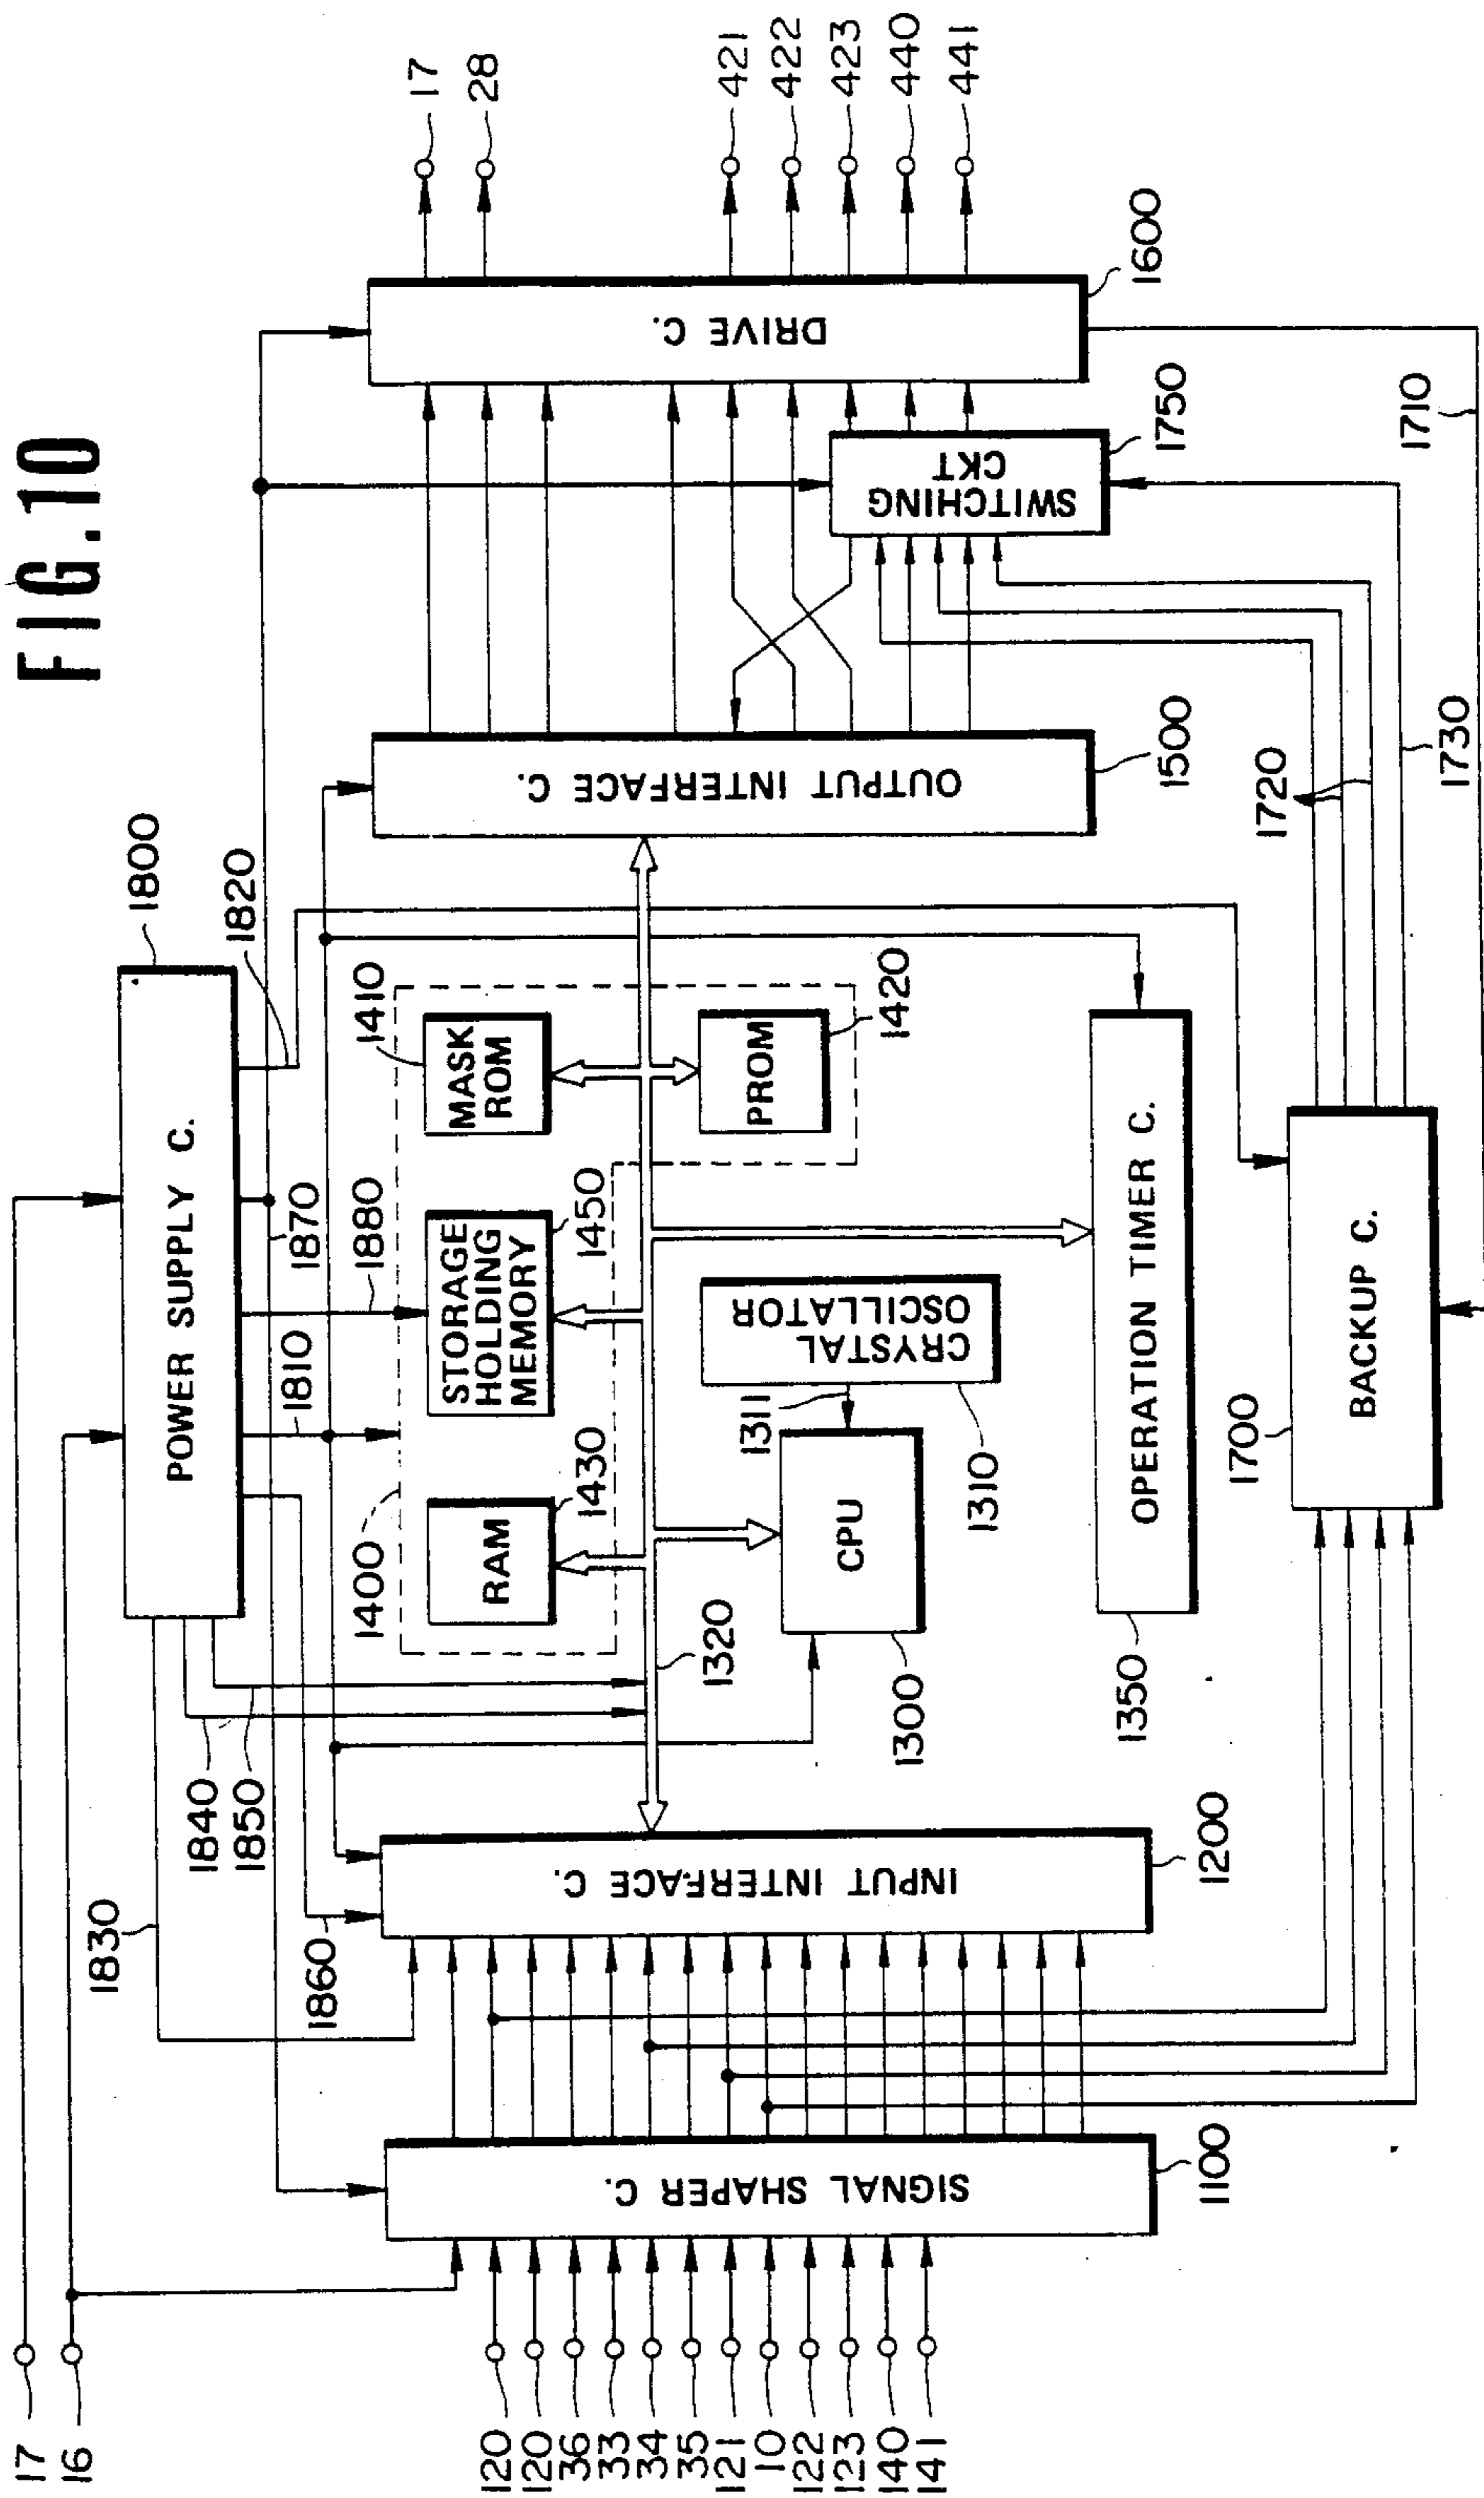 FIG.10
17
16
120
120
36
33
34
35
121
10
122
123
140
141
SIGNAL SHAPER C.
1100
1830
1840
1850
1860
INPUT INTERFACE C.
1200
POWER SUPPLY C.
1800
1820
1870
1880
1810
1400
RAM
1430
STORAGE
HOLDING
MEMORY
1450
MASK
ROM
1410
PROM
1420
1320
CPU
1300
CRYSTAL
OSCILLATOR
1311
1310
OPERATION TIMER C.
1350
BACKUP C.
1700
OUTPUT INTERFACE C.
1500
1720
1730
1710
SWITCHING
CKT
1750
DRIVE C.
1600
17
28
421
422
423
440
441